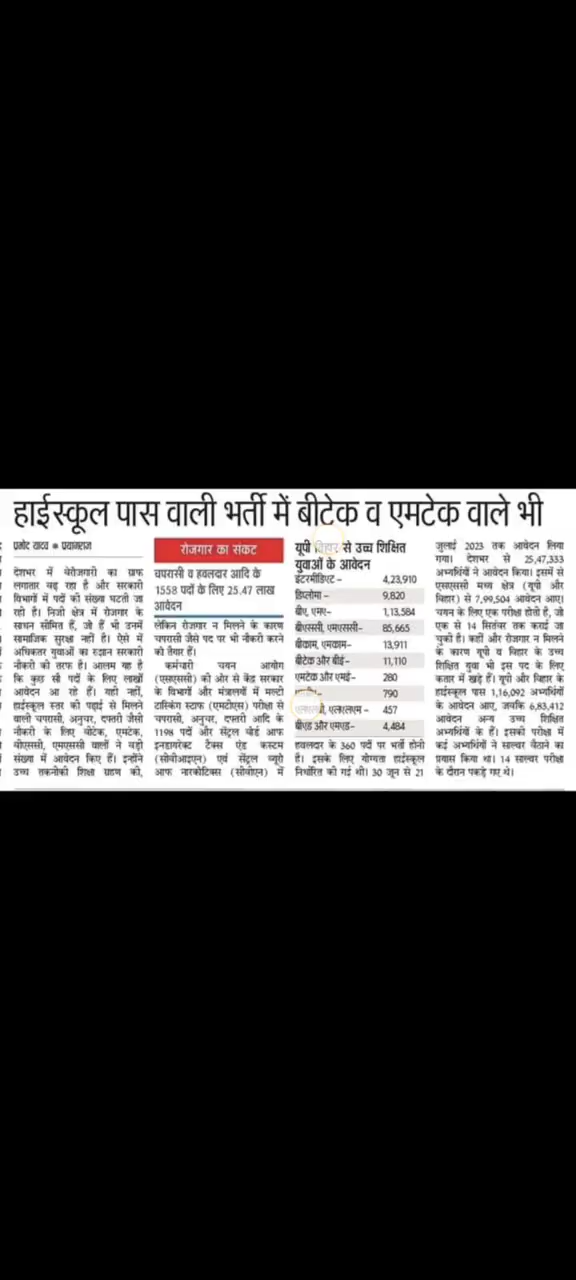 हाईस्कूल पास वाली भर्ती में बीटेक व एमटेक वाले भी
प्रमोद यादव • प्रयागराज
देशभर में बेरोजगारी का ग्राफ
लगातार बढ़ रहा है और सरकारी
विभागों में पदों की संख्या घटती जा
रही है। निजी क्षेत्र में रोजगार के
साधन सीमित हैं, जो हैं भी उनमें
सामाजिक सुरक्षा नहीं है। ऐसे में
अधिकतर युवाओं का रुझान सरकारी
नौकरी की तरफ है। आलम यह है
कि कुछ सौ पदों के लिए लाखों
आवेदन आ रहे हैं। यही नहीं,
हाईस्कूल स्तर की पढ़ाई से मिलने
वाली चपरासी, अनुचर, दफ्तरी जैसी
नौकरी के लिए बीटेक, एमटेक,
बीएससी, एमएससी वालों ने बड़ी
संख्या में आवेदन किए हैं। इन्होंने
उच्च तकनीकी शिक्षा ग्रहण की,
रोजगार का संकट
चपरासी व हवलदार आदि के
1558 पदों के लिए 25.47 लाख
आवेदन
लेकिन रोजगार न मिलने के कारण
चपरासी जैसे पद पर भी नौकरी करने
को तैयार हैं।
कर्मचारी चयन आयोग
(एसएससी) की ओर से केंद्र सरकार
के विभागों और मंत्रालयों में मल्टी
टास्किंग स्टाफ (एमटीएस) परीक्षा से
चपरासी, अनुचर, दफ्तरी आदि के
1198 पदों और सेंट्रल बोर्ड आफ
इनडायरेक्ट टैक्स एंड कस्टम
(सीबीआइएन) एवं सेंट्रल ब्यूरो
आफ नारकोटिक्स (सीबीएन) में
यूपी बिहार से उच्च शिक्षित
युवाओं के आवेदन
इंटरमीडिएट – 4,23,910
डिप्लोमा – 9,820
बीए, एमए- 1,13,584
बीएससी, एमएससी- 85,665
बीकाम, एमकाम- 13,911
बीटेक और बीई- 11,110
एमटेक और एमई- 280
790
एलएलबी, एलएलएम – 457
बीएड और एमएड- 4,484
हवलदार के 360 पदों पर भर्ती होनी
है। इसके लिए योग्यता हाईस्कूल
निर्धारित की गई थी। 30 जून से 21
जुलाई 2023 तक आवेदन लिया
गया। देशभर से 25,47,333
अभ्यर्थियों ने आवेदन किया। इसमें से
एसएससी मध्य क्षेत्र (यूपी और
बिहार) से 7,99,504 आवेदन आए।
चयन के लिए एक परीक्षा होती है, जो
एक से 14 सितंबर तक कराई जा
चुकी है। कहीं और रोजगार न मिलने
के कारण यूपी व बिहार के उच्च
शिक्षित युवा भी इस पद के लिए
कतार में खड़े हैं। यूपी और बिहार के
हाईस्कूल पास 1,16,092 अभ्यर्थियों
के आवेदन आए, जबकि 6,83,412
आवेदन अन्य उच्च शिक्षित
अभ्यर्थियों के हैं। इसकी परीक्षा में
कई अभ्यर्थियों ने साल्वर बैठाने का
प्रयास किया था। 14 साल्वर परीक्षा
के दौरान पकड़े गए थे।